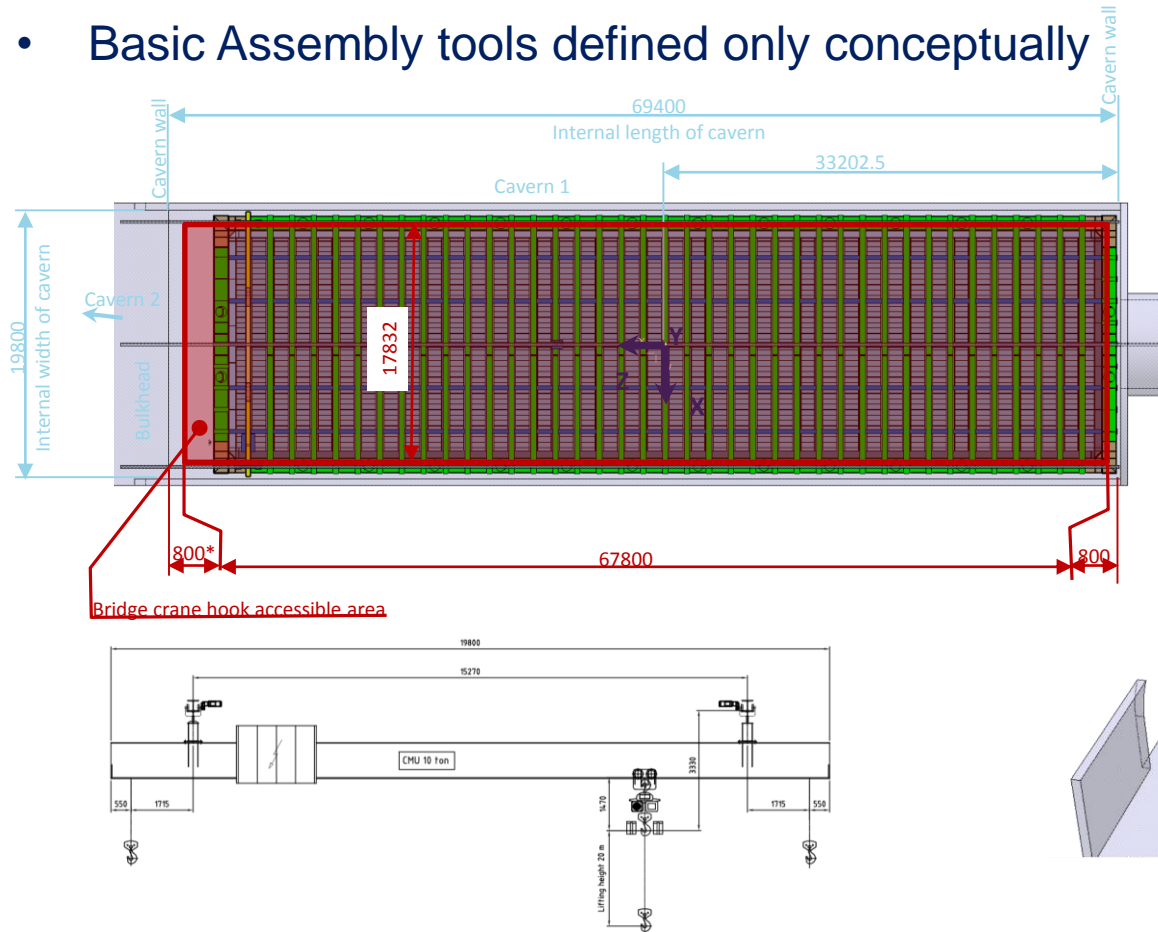 • Basic Assembly tools defined only conceptually
Cavern wall
Cavern wall
69400
Internal length of cavern
33202.5
Cavern 1
Cavern 2
19800
Internal width of cavern
Bulkhead
17832
Y
Z
X
800*
67800
800
Bridge crane hook accessible area
19800
15270
CMU 10 ton
3330
550
1715
1470
1715
550
Lifting height 20 m